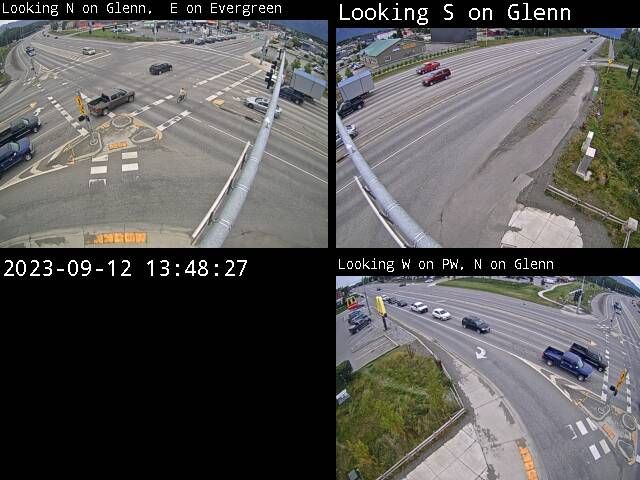 Looking N on Glenn,  E on Evergreen
Looking S on Glenn
2023-09-12 13:48:27
Looking W on PW, N on Glenn